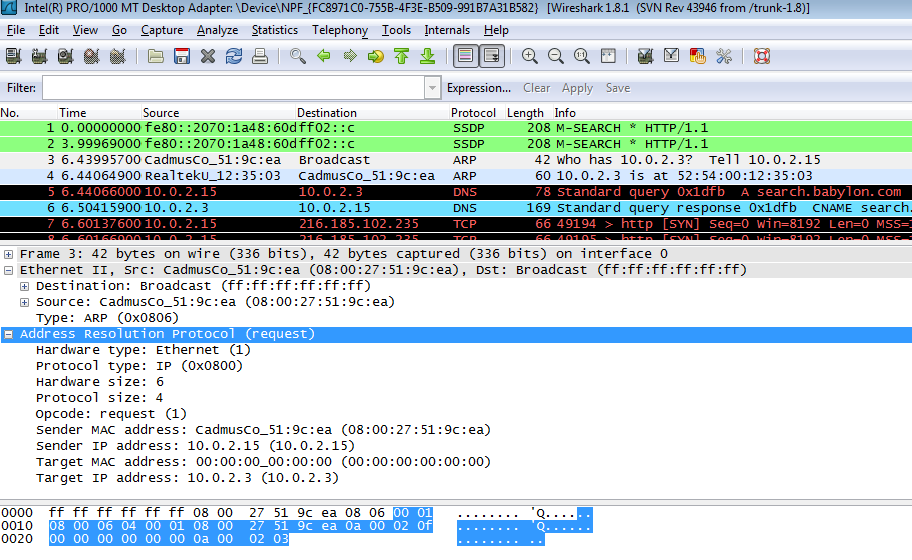 Intel(R) PRO/1000 MT Desktop Adapter: \Device\NPF_{FC8971C0-755B-4F3E-B509-991B7A31B582} [Wireshark 1.8.1 (SVN Rev 43946 from /trunk-1.8)]
File Edit View Go Capture Analyze Statistics Telephony Tools Internals Help
Filter: Expression... Clear Apply Save
No. Time Source Destination Protocol Length Info
1 0.00000000 fe80::2070:1a48:60d ff02::c SSDP 208 M-SEARCH * HTTP/1.1
2 3.99969000 fe80::2070:1a48:60d ff02::c SSDP 208 M-SEARCH * HTTP/1.1
3 6.43995700 CadmusCo_51:9c:ea Broadcast ARP 42 Who has 10.0.2.3? Tell 10.0.2.15
4 6.44064900 RealtekU_12:35:03 CadmusCo_51:9c:ea ARP 60 10.0.2.3 is at 52:54:00:12:35:03
5 6.44066000 10.0.2.15 10.0.2.3 DNS 78 Standard query 0x1dfb A search.babylon.com
6 6.50415900 10.0.2.3 10.0.2.15 DNS 169 Standard query response 0x1dfb CNAME search.
7 6.60137600 10.0.2.15 216.185.102.235 TCP 66 49194 > http [SYN] Seq=0 Win=8192 Len=0 MSS=
8 6.60166900 10.0.2.15 216.185.102.235 TCP 66 49195 > http [SYN] Seq=0 Win=8192 Len=0 MSS=
Frame 3: 42 bytes on wire (336 bits), 42 bytes captured (336 bits) on interface 0
Ethernet II, Src: CadmusCo_51:9c:ea (08:00:27:51:9c:ea), Dst: Broadcast (ff:ff:ff:ff:ff:ff)
Destination: Broadcast (ff:ff:ff:ff:ff:ff)
Source: CadmusCo_51:9c:ea (08:00:27:51:9c:ea)
Type: ARP (0x0806)
Address Resolution Protocol (request)
Hardware type: Ethernet (1)
Protocol type: IP (0x0800)
Hardware size: 6
Protocol size: 4
Opcode: request (1)
Sender MAC address: CadmusCo_51:9c:ea (08:00:27:51:9c:ea)
Sender IP address: 10.0.2.15 (10.0.2.15)
Target MAC address: 00:00:00_00:00:00 (00:00:00:00:00:00)
Target IP address: 10.0.2.3 (10.0.2.3)
0000 ff ff ff ff ff ff 08 00 27 51 9c ea 08 06 00 01 ........ 'Q......
0010 08 00 06 04 00 01 08 00 27 51 9c ea 0a 00 02 0f ........ 'Q......
0020 00 00 00 00 00 00 0a 00 02 03 ........ ..